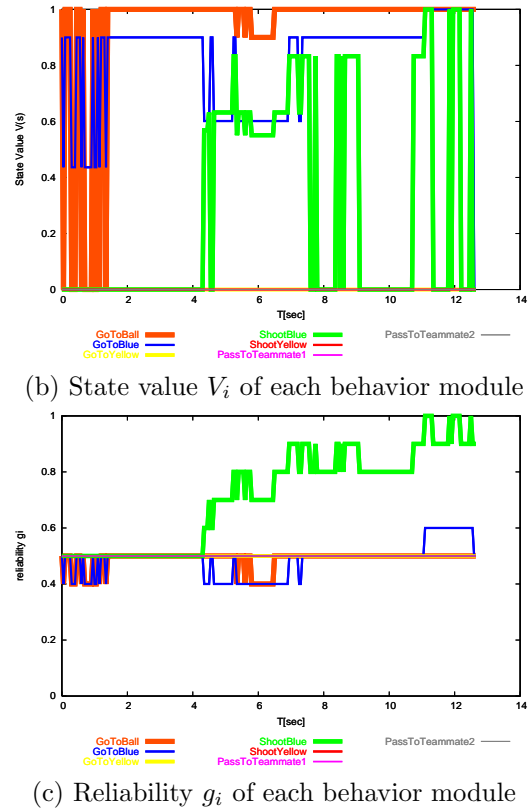 1
0.8
0.6
0.4
0.2
0
State Value V(s)
0 2 4 6 8 10 12 14
T[sec]
GoToBall ShootBlue PassToTeammate2
GoToBlue ShootYellow
GoToYellow PassToTeammate1
(b) State value Vi of each behavior module
1
0.8
0.6
0.4
0.2
0
reliability gi
0 2 4 6 8 10 12 14
T[sec]
GoToBall ShootBlue PassToTeammate2
GoToBlue ShootYellow
GoToYellow PassToTeammate1
(c) Reliability gi of each behavior module